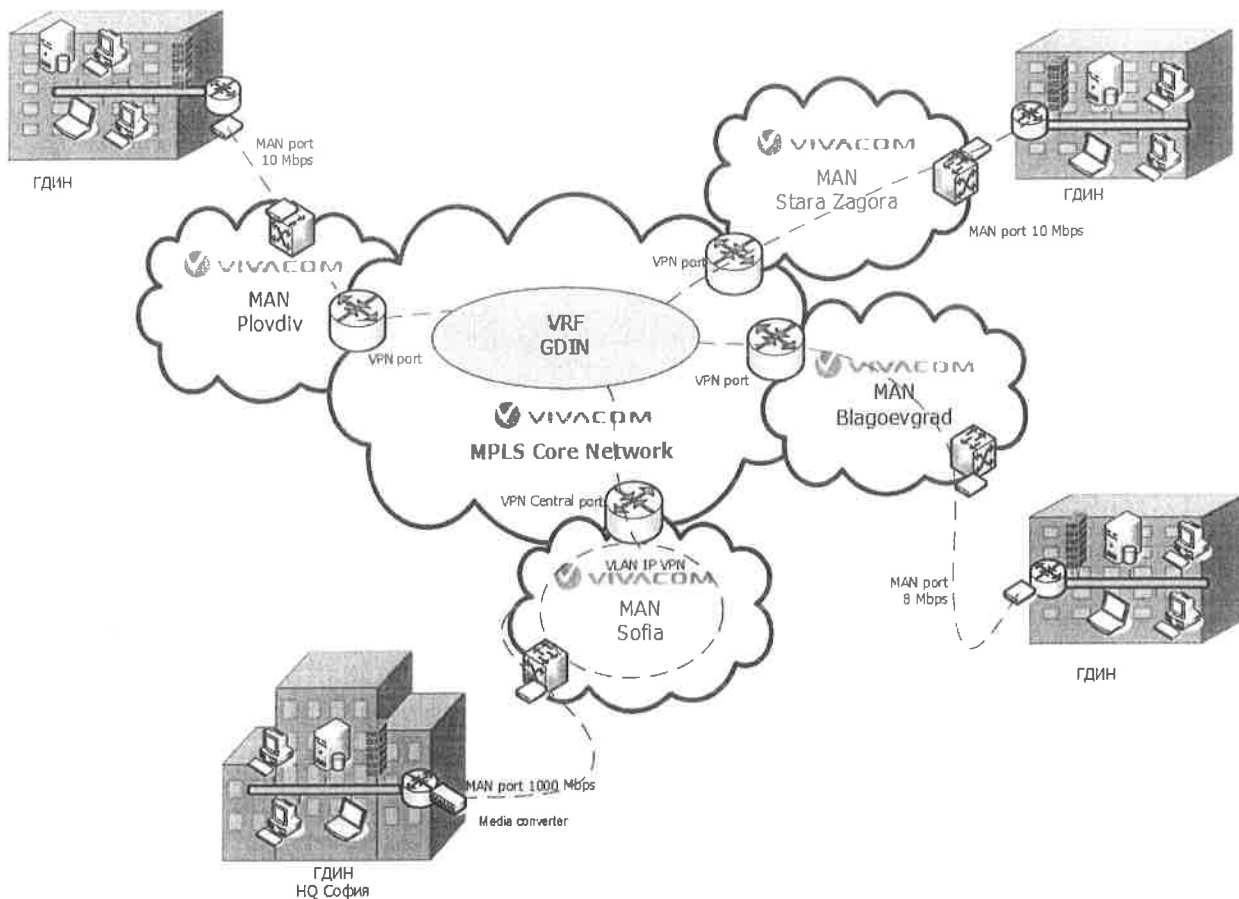 MAN port
10 Mbps
ГДИН
VIVACOM
MAN
Stara Zagora
ГДИН
MAN port 10 Mbps
VPN port
VIVACOM
MAN
Plovdiv
VPN port
VRF
GDIN
VPN port
VIVACOM
MAN
Blagoevgrad
VIVACOM
MPLS Core Network
VPN Central port
VLAN IP VPN
VIVACOM
MAN
Sofia
MAN port
8 Mbps
ГДИН
MAN port 1000 Mbps
Media converter
ГДИН
HQ София